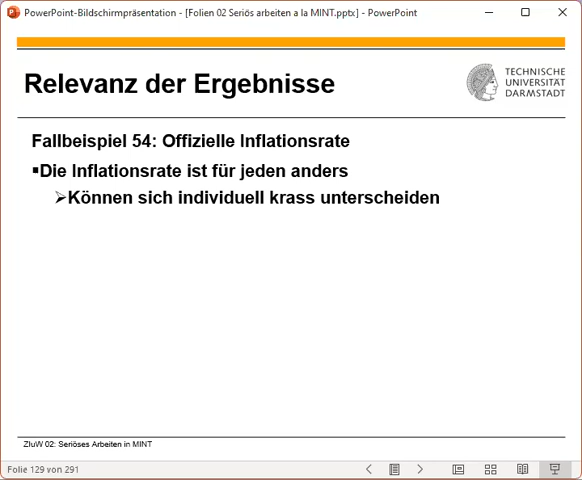 PowerPoint-Bildschirmpräsentation - [Folien 02 Seriös arbeiten a la MINT.pptx] - PowerPoint
Relevanz der Ergebnisse
TECHNISCHE
UNIVERSITÄT
DARMSTADT
Fallbeispiel 54: Offizielle Inflationsrate
▪Die Inflationsrate ist für jeden anders
➢Können sich individuell krass unterscheiden
ZIuW 02: Seriöses Arbeiten in MINT
Folie 129 von 291